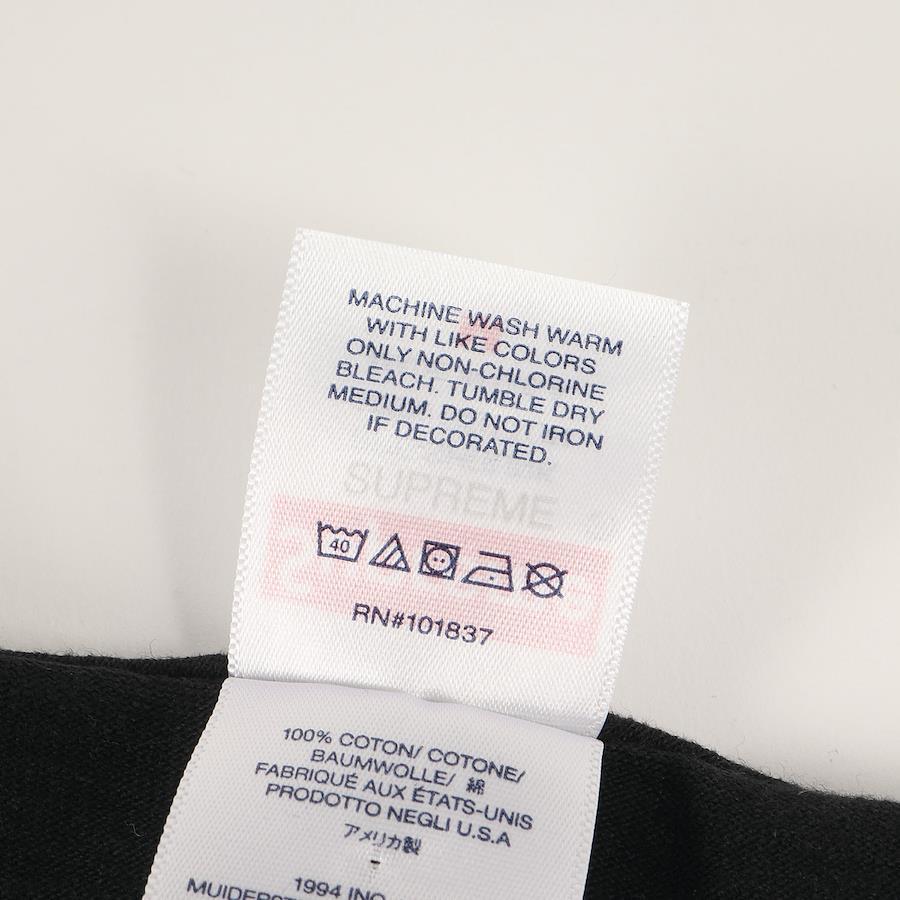 MACHINE WASH WARM
WITH LIKE COLORS
ONLY NON-CHLORINE
BLEACH. TUMBLE DRY
MEDIUM. DO NOT IRON
IF DECORATED.
SUPREME
40
RN#101837
100% COTON/ COTONE/
BAUMWOLLE/ 綿
FABRIQUÉ AUX ÉTATS-UNIS
PRODOTTO NEGLI U.S.A
アメリカ製
1994 INC